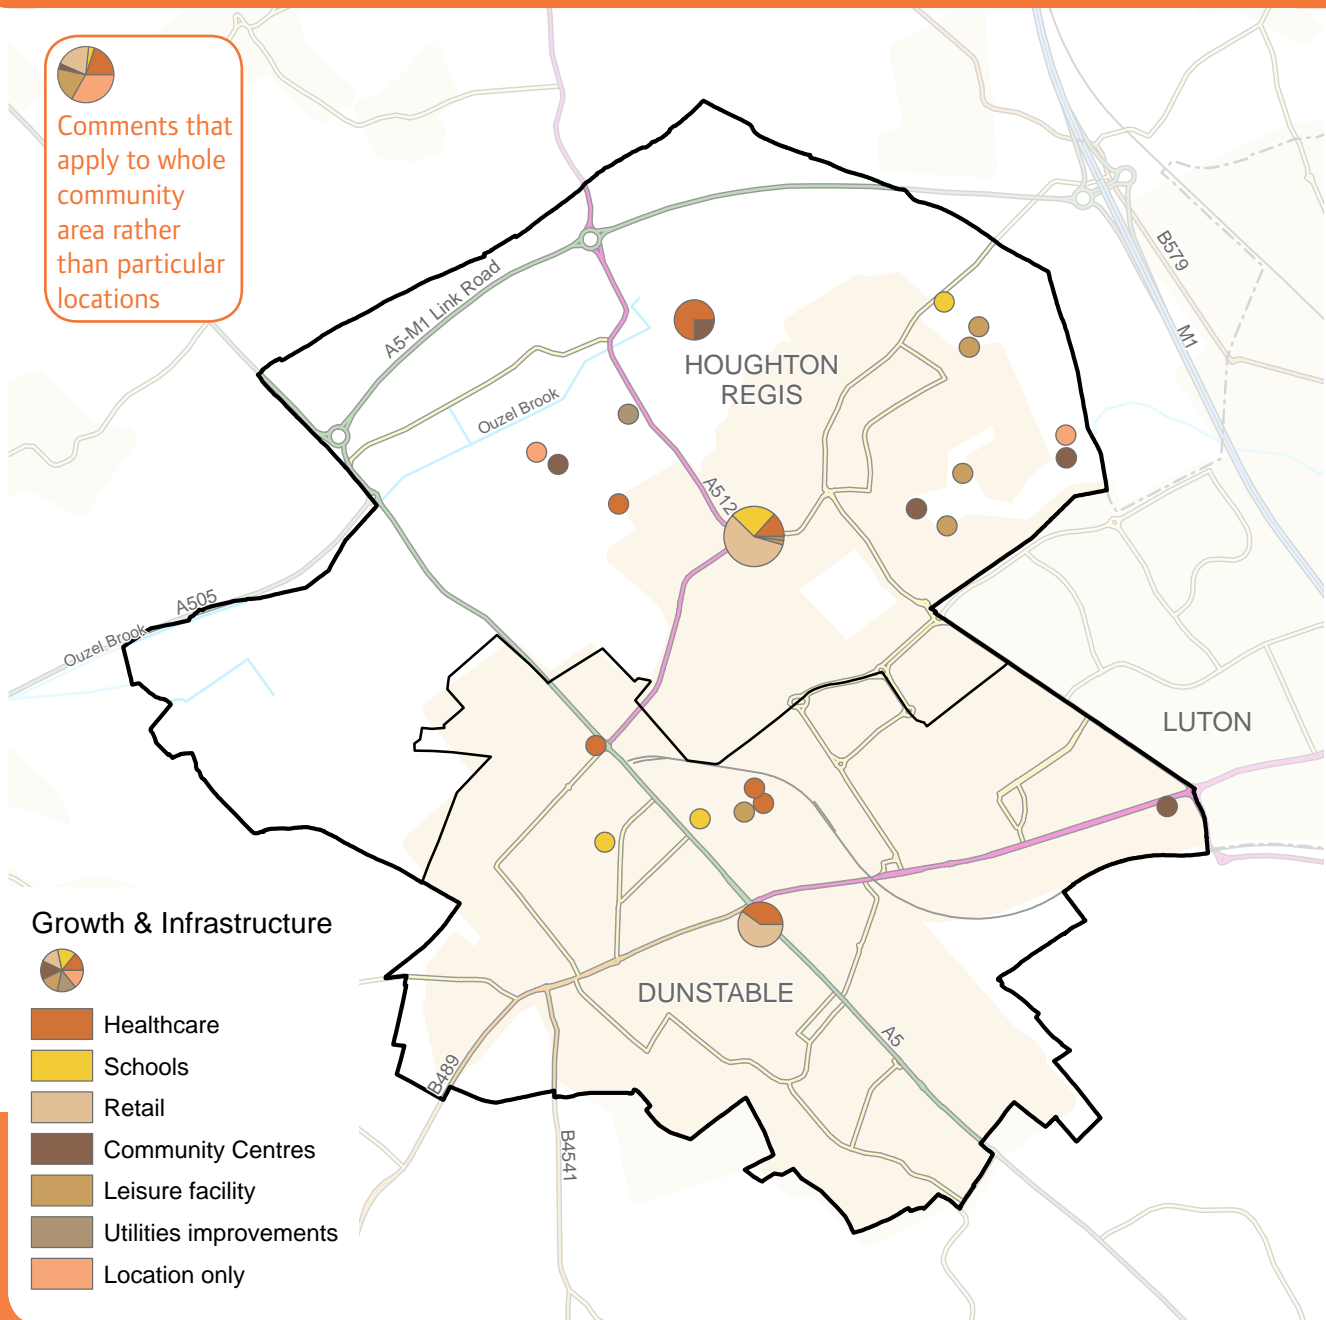 Comments that
apply to whole
community
area rather
than particular
locations
A5-M1 Link Road
B579
M1
HOUGHTON
REGIS
Ouzel Brook
A512
A505
Ouzel Brook
LUTON
DUNSTABLE
A5
B489
B4541
Growth & Infrastructure
Healthcare
Schools
Retail
Community Centres
Leisure facility
Utilities improvements
Location only